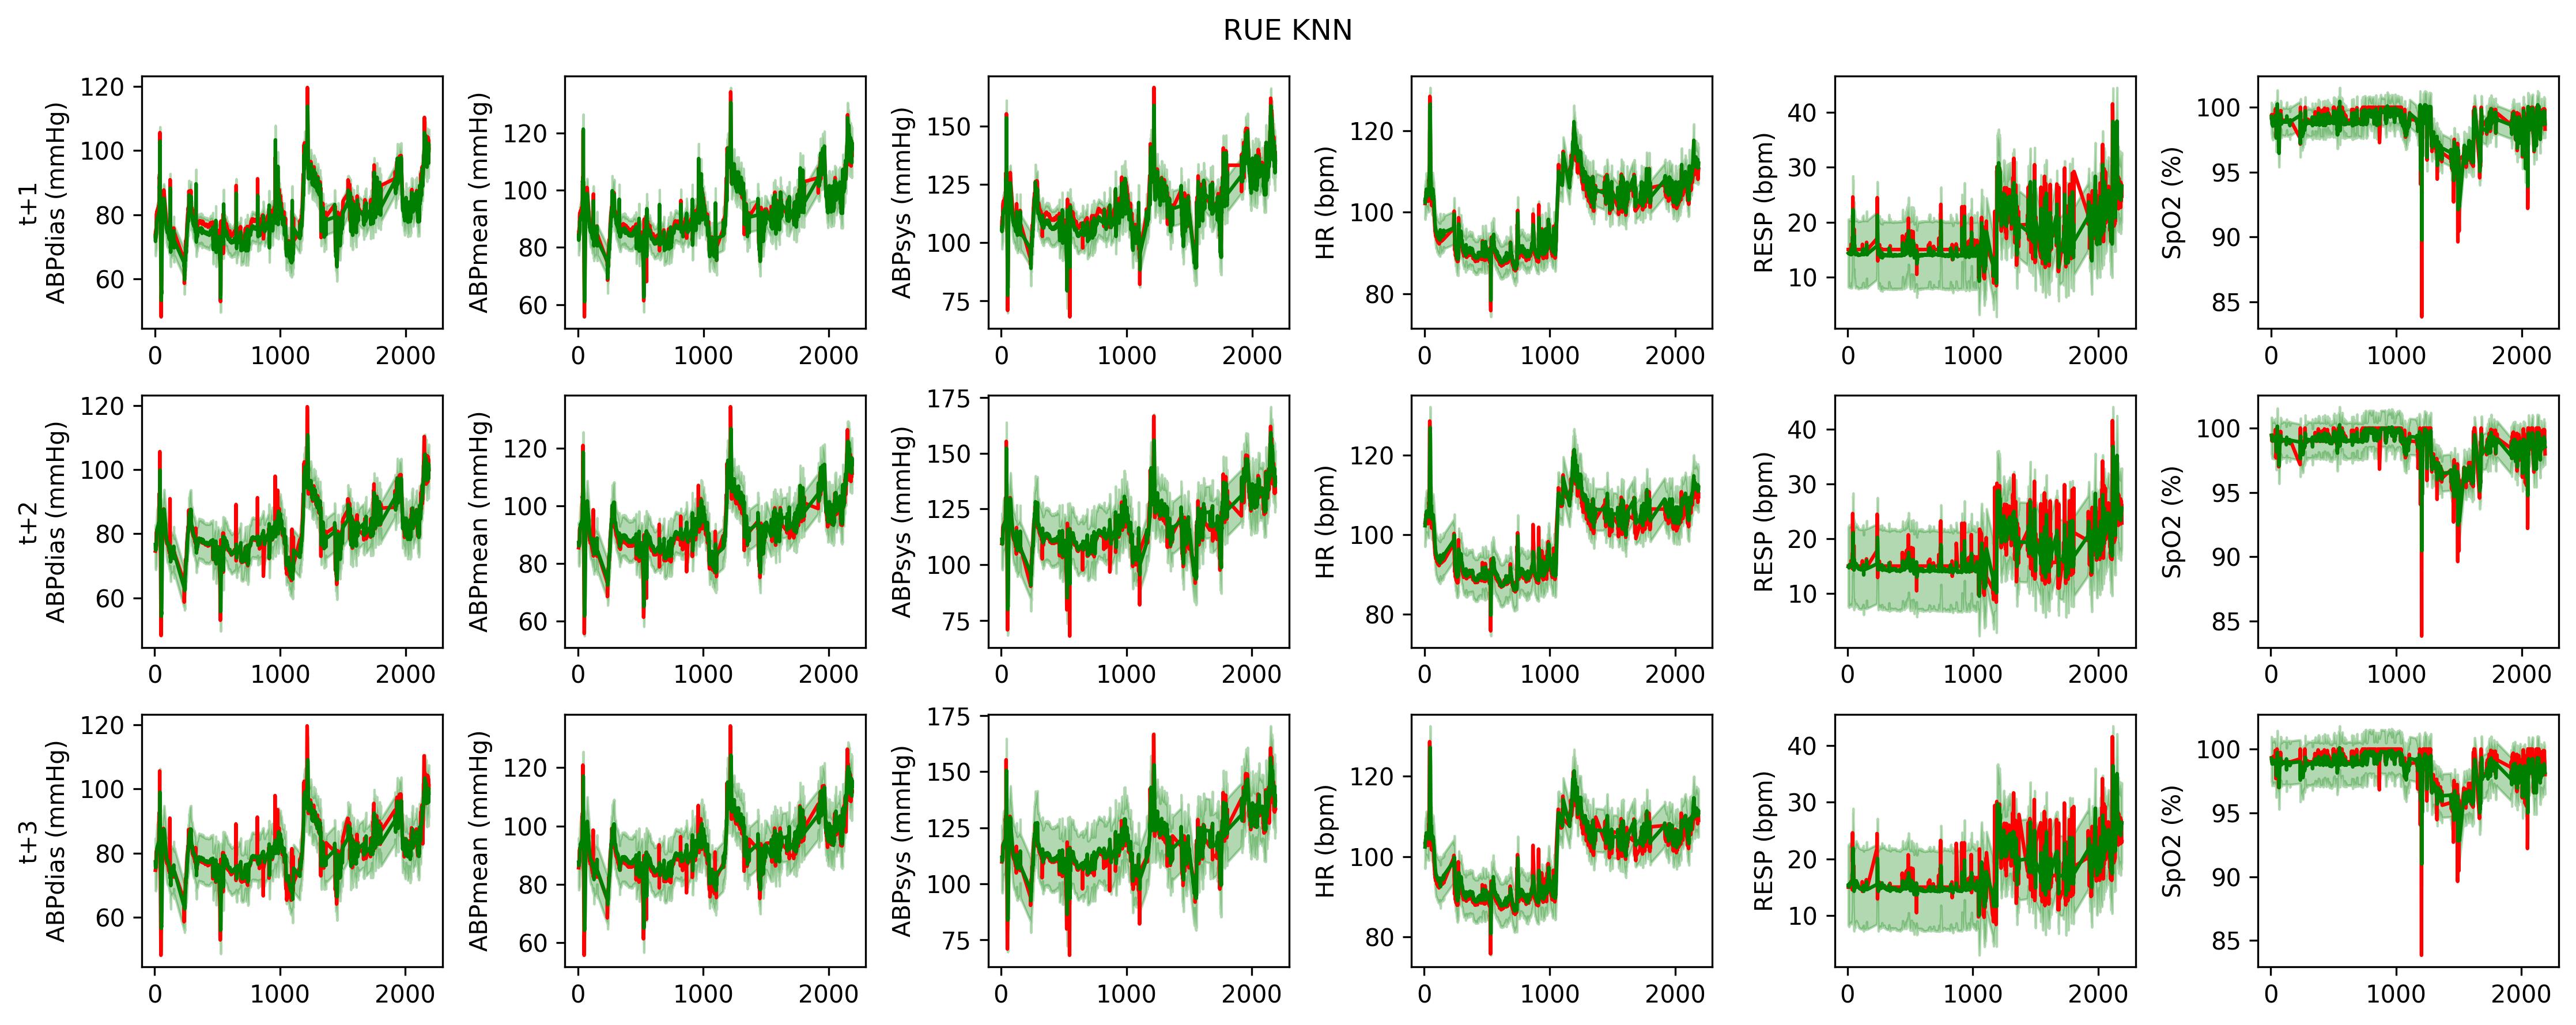 RUE KNN
t+1
ABPdias (mmHg)
120
100
80
60
0 1000 2000
ABPmean (mmHg)
120
100
80
60
0 1000 2000
ABPsys (mmHg)
150
125
100
75
0 1000 2000
HR (bpm)
120
100
80
0 1000 2000
RESP (bpm)
40
30
20
10
0 1000 2000
SpO2 (%)
100
95
90
85
0 1000 2000
t+2
ABPdias (mmHg)
120
100
80
60
0 1000 2000
ABPmean (mmHg)
120
100
80
60
0 1000 2000
ABPsys (mmHg)
175
150
125
100
75
0 1000 2000
HR (bpm)
120
100
80
0 1000 2000
RESP (bpm)
40
30
20
10
0 1000 2000
SpO2 (%)
100
95
90
85
0 1000 2000
t+3
ABPdias (mmHg)
120
100
80
60
0 1000 2000
ABPmean (mmHg)
120
100
80
60
0 1000 2000
ABPsys (mmHg)
175
150
125
100
75
0 1000 2000
HR (bpm)
120
100
80
0 1000 2000
RESP (bpm)
40
30
20
10
0 1000 2000
SpO2 (%)
100
95
90
85
0 1000 2000